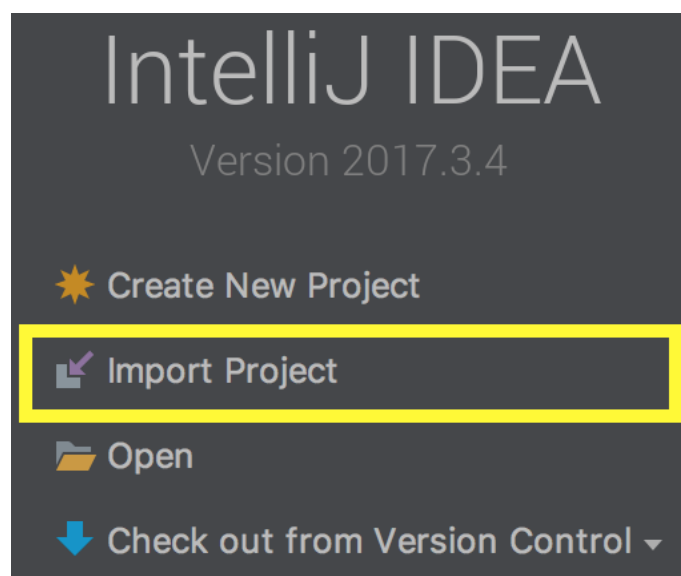 IntelliJ IDEA
Version 2017.3.4
Create New Project
Import Project
Open
Check out from Version Control